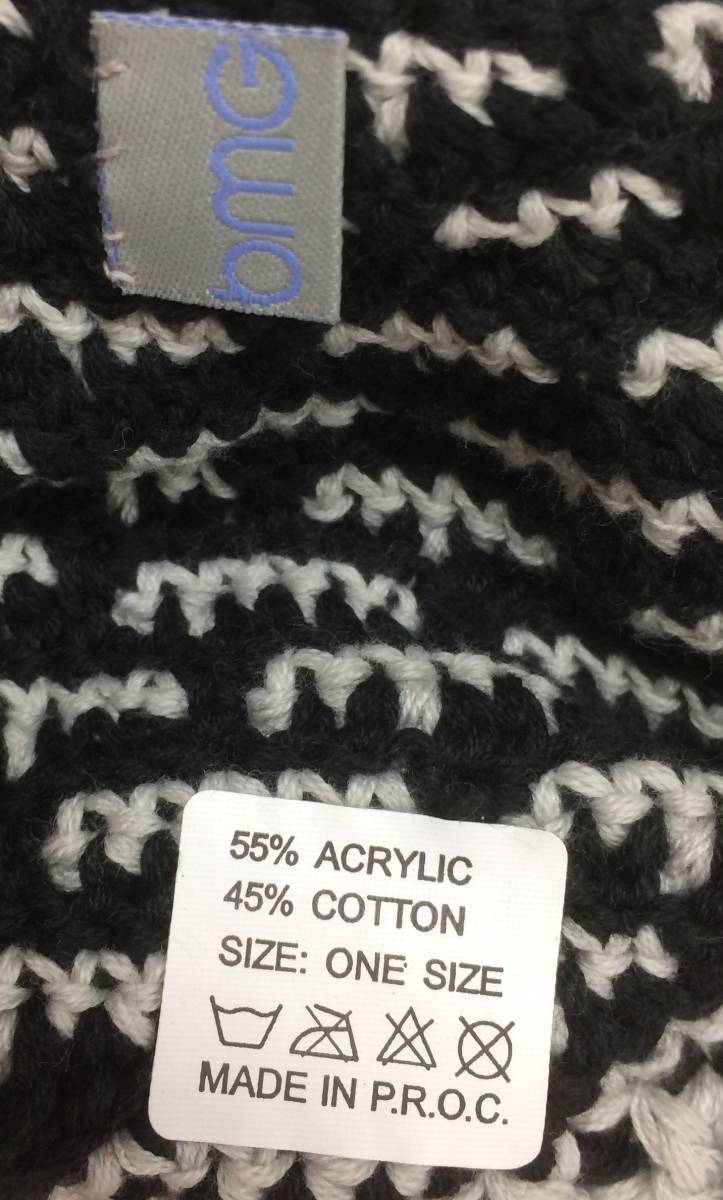 bmG
55% ACRYLIC
45% COTTON
SIZE: ONE SIZE
MADE IN P.R.O.C.